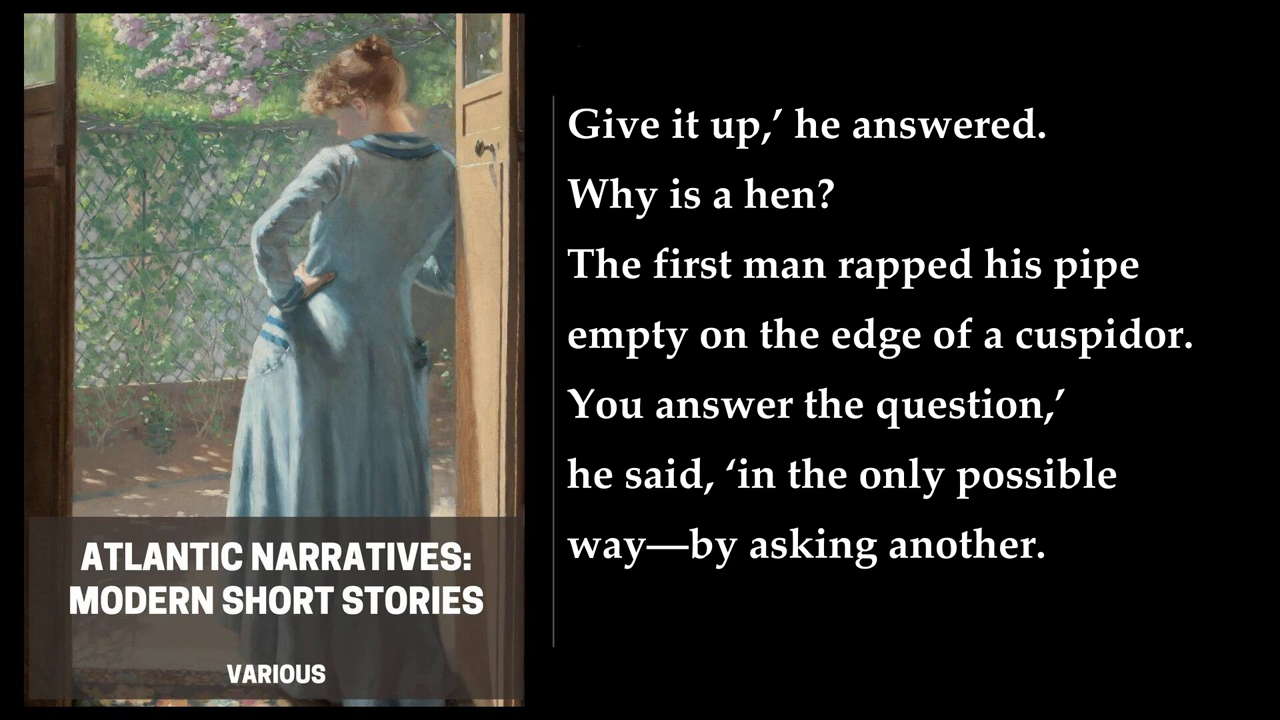 Give it up,’ he answered.
Why is a hen?
The first man rapped his pipe
empty on the edge of a cuspidor.
You answer the question,’
he said, ‘in the only possible
way—by asking another.
ATLANTIC NARRATIVES:
MODERN SHORT STORIES
VARIOUS